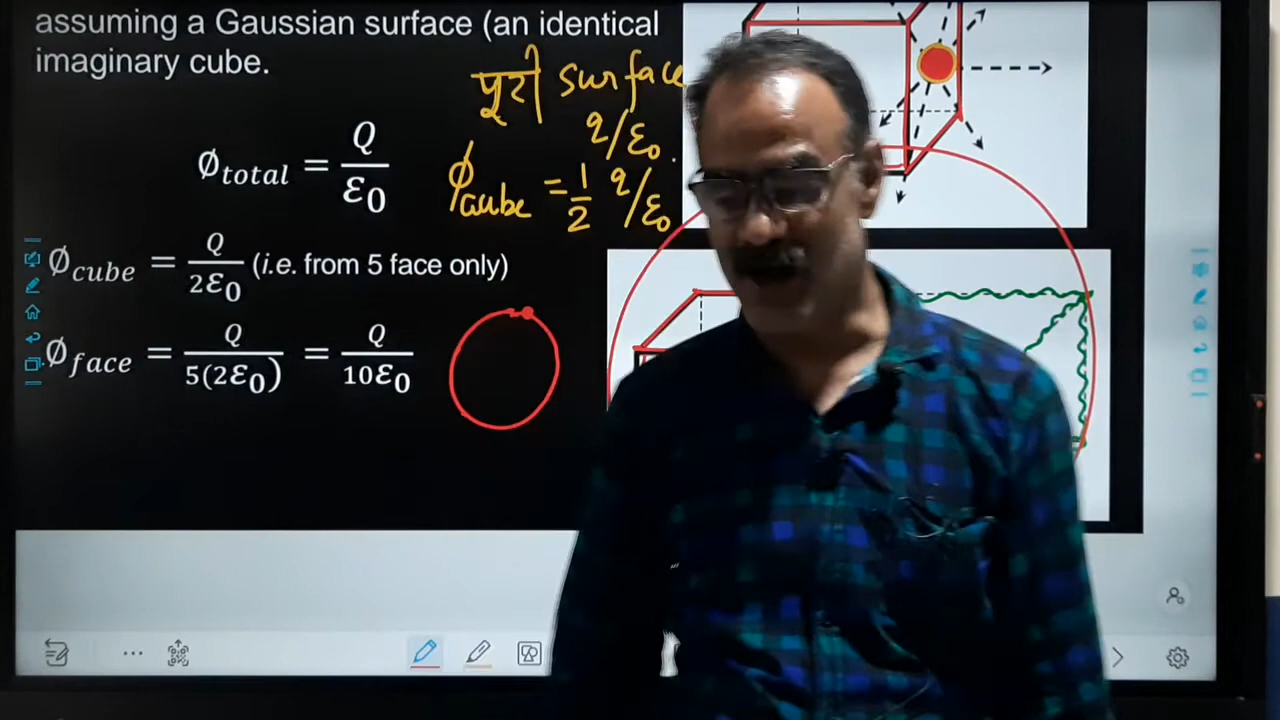 assuming a Gaussian surface (an identical
imaginary cube.
पूरी surface
q/ε0
∅total = Q/ε0
ϕcube = 1/2 q/ε0
∅cube = Q/2ε0 (i.e. from 5 face only)
∅face = Q/5(2ε0) = Q/10ε0